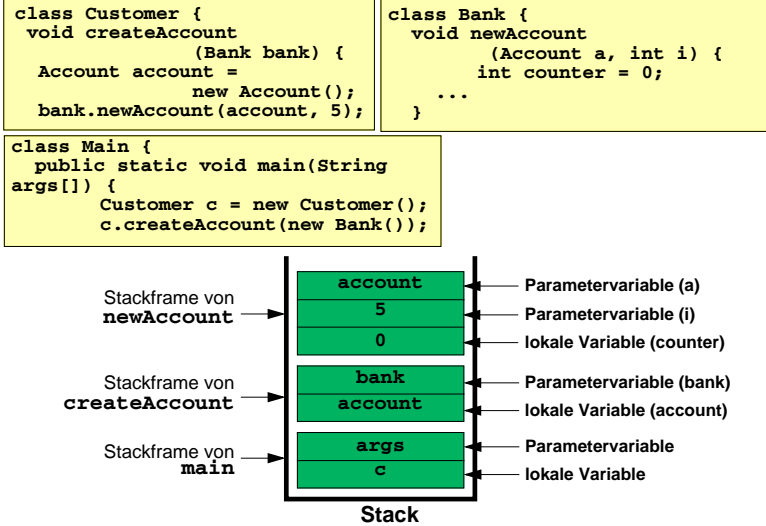 class Customer {
void createAccount
(Bank bank) {
Account account =
new Account();
bank.newAccount(account, 5);
class Bank {
void newAccount
(Account a, int i) {
int counter = 0;
...
}
class Main {
public static void main(String
args[]) {
Customer c = new Customer();
c.createAccount(new Bank());
Stackframe von
newAccount
account
Parametervariable (a)
5
Parametervariable (i)
0
lokale Variable (counter)
Stackframe von
createAccount
bank
Parametervariable (bank)
account
lokale Variable (account)
Stackframe von
main
args
Parametervariable
c
lokale Variable
Stack